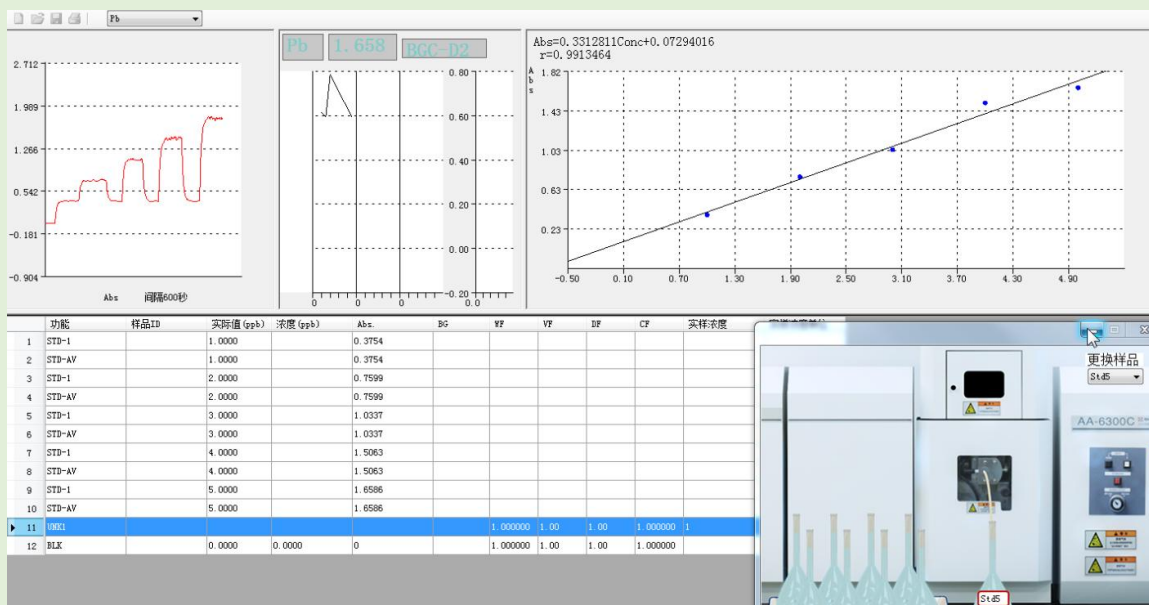 Pb
2.712
1.989
1.266
0.542
-0.181
-0.904
Abs 间隔600秒
Pb 1.658 BGC-D2
0.80
0.60
0.40
0.20
0.00
-0.20
0 0 0 0.0
Abs=0.3312811Conc+0.07294016
r=0.9913464
Abs
1.82
1.43
1.03
0.63
0.23
-0.50 0.10 0.70 1.30 1.90 2.50 3.10 3.70 4.30 4.90
功能 样品ID 实际值(ppb) 浓度(ppb) Abs. BG WF VF DF CF 实样浓度 实样浓度单位
1 STD-1 1.0000 0.3754
2 STD-AV 1.0000 0.3754
3 STD-1 2.0000 0.7599
4 STD-AV 2.0000 0.7599
5 STD-1 3.0000 1.0337
6 STD-AV 3.0000 1.0337
7 STD-1 4.0000 1.5063
8 STD-AV 4.0000 1.5063
9 STD-1 5.0000 1.6586
10 STD-AV 5.0000 1.6586
11 UNK1 1.000000 1.00 1.00 1.000000 1
12 BLK 0.0000 0.0000 0 1.000000 1.00 1.00 1.000000
更换样品
Std5
AA-6300C
Std5